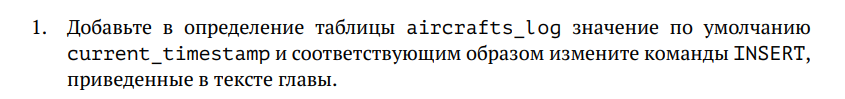 1. Добавьте в определение таблицы aircrafts_log значение по умолчанию
current_timestamp и соответствующим образом измените команды INSERT,
приведенные в тексте главы.